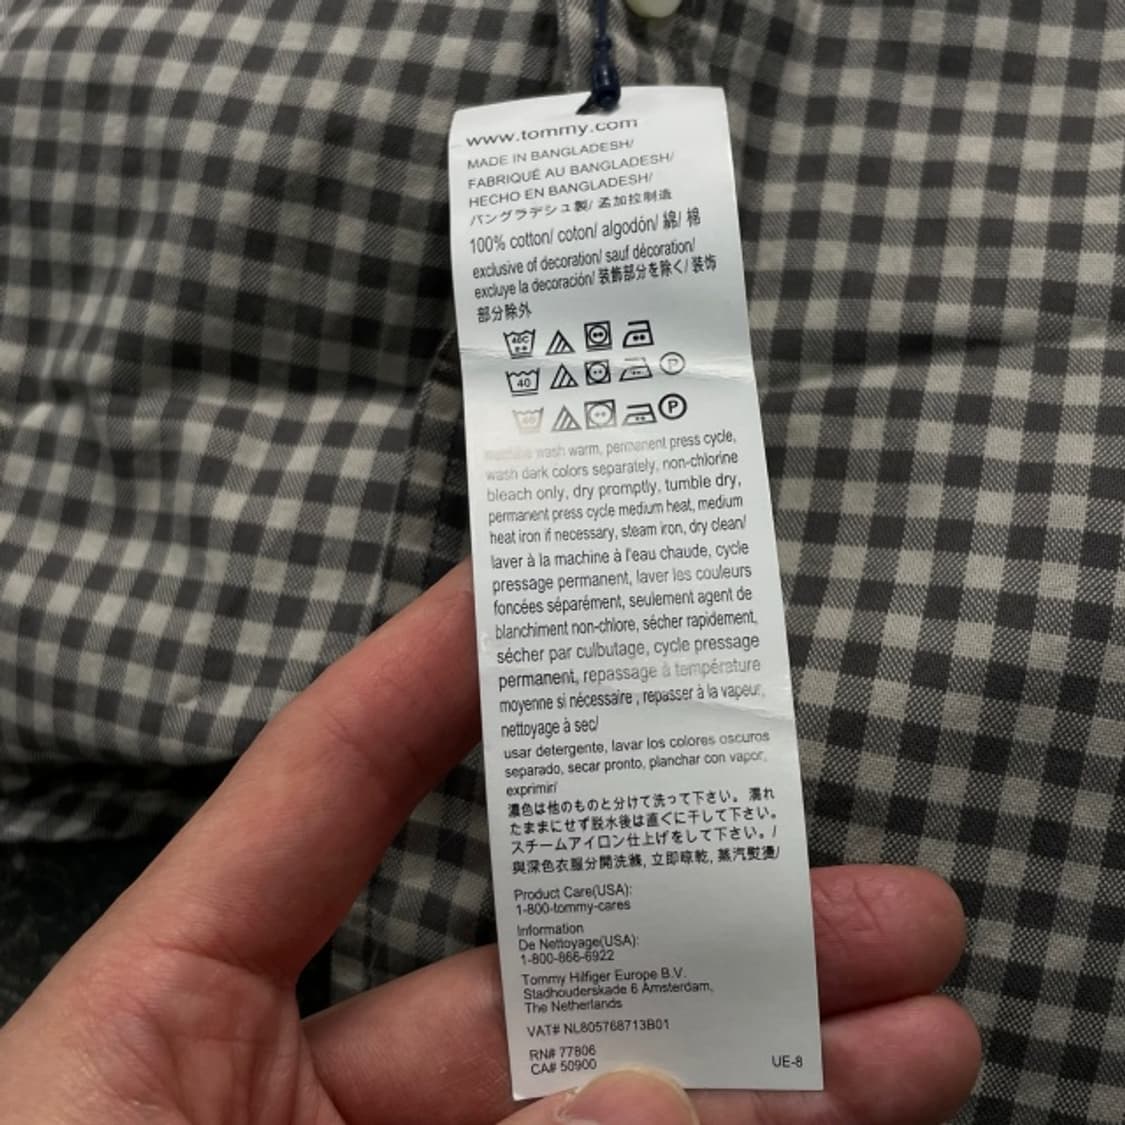 www.tommy.com
MADE IN BANGLADESH/
FABRIQUÉ AU BANGLADESH/
HECHO EN BANGLADESH/
バングラデシュ製/ 孟加拉制造
100% cotton/ coton/ algodón/ 綿/ 棉
exclusive of decoration/ sauf décoration/
excluye la decoración/ 装飾部分を除く/ 装饰
部分除外
40C
40 P
40 P
machine wash warm, permanent press cycle,
wash dark colors separately, non-chlorine
bleach only, dry promptly, tumble dry,
permanent press cycle medium heat, medium
heat iron if necessary, steam iron, dry clean/
laver à la machine à l'eau chaude, cycle
pressage permanent, laver les couleurs
foncées séparément, seulement agent de
blanchiment non-chlore, sécher rapidement,
sécher par culbutage, cycle pressage
permanent, repassage à température
moyenne si nécessaire , repasser à la vapeur,
nettoyage à sec/
usar detergente, lavar los colores oscuros
separado, secar pronto, planchar con vapor,
exprimir/
濃色は他のものと分けて洗って下さい。 濡れ
たままにせず脱水後は直ぐに干して下さい。
スチームアイロン仕上げをして下さい。/
與深色衣服分開洗滌, 立即晾乾, 蒸汽熨燙/
Product Care(USA):
1-800-tommy-cares
Information
De Nettoyage(USA):
1-800-866-6922
Tommy Hilfiger Europe B.V.
Stadhouderskade 6 Amsterdam,
The Netherlands
VAT# NL805768713B01
RN# 77806
CA# 50900
UE-8